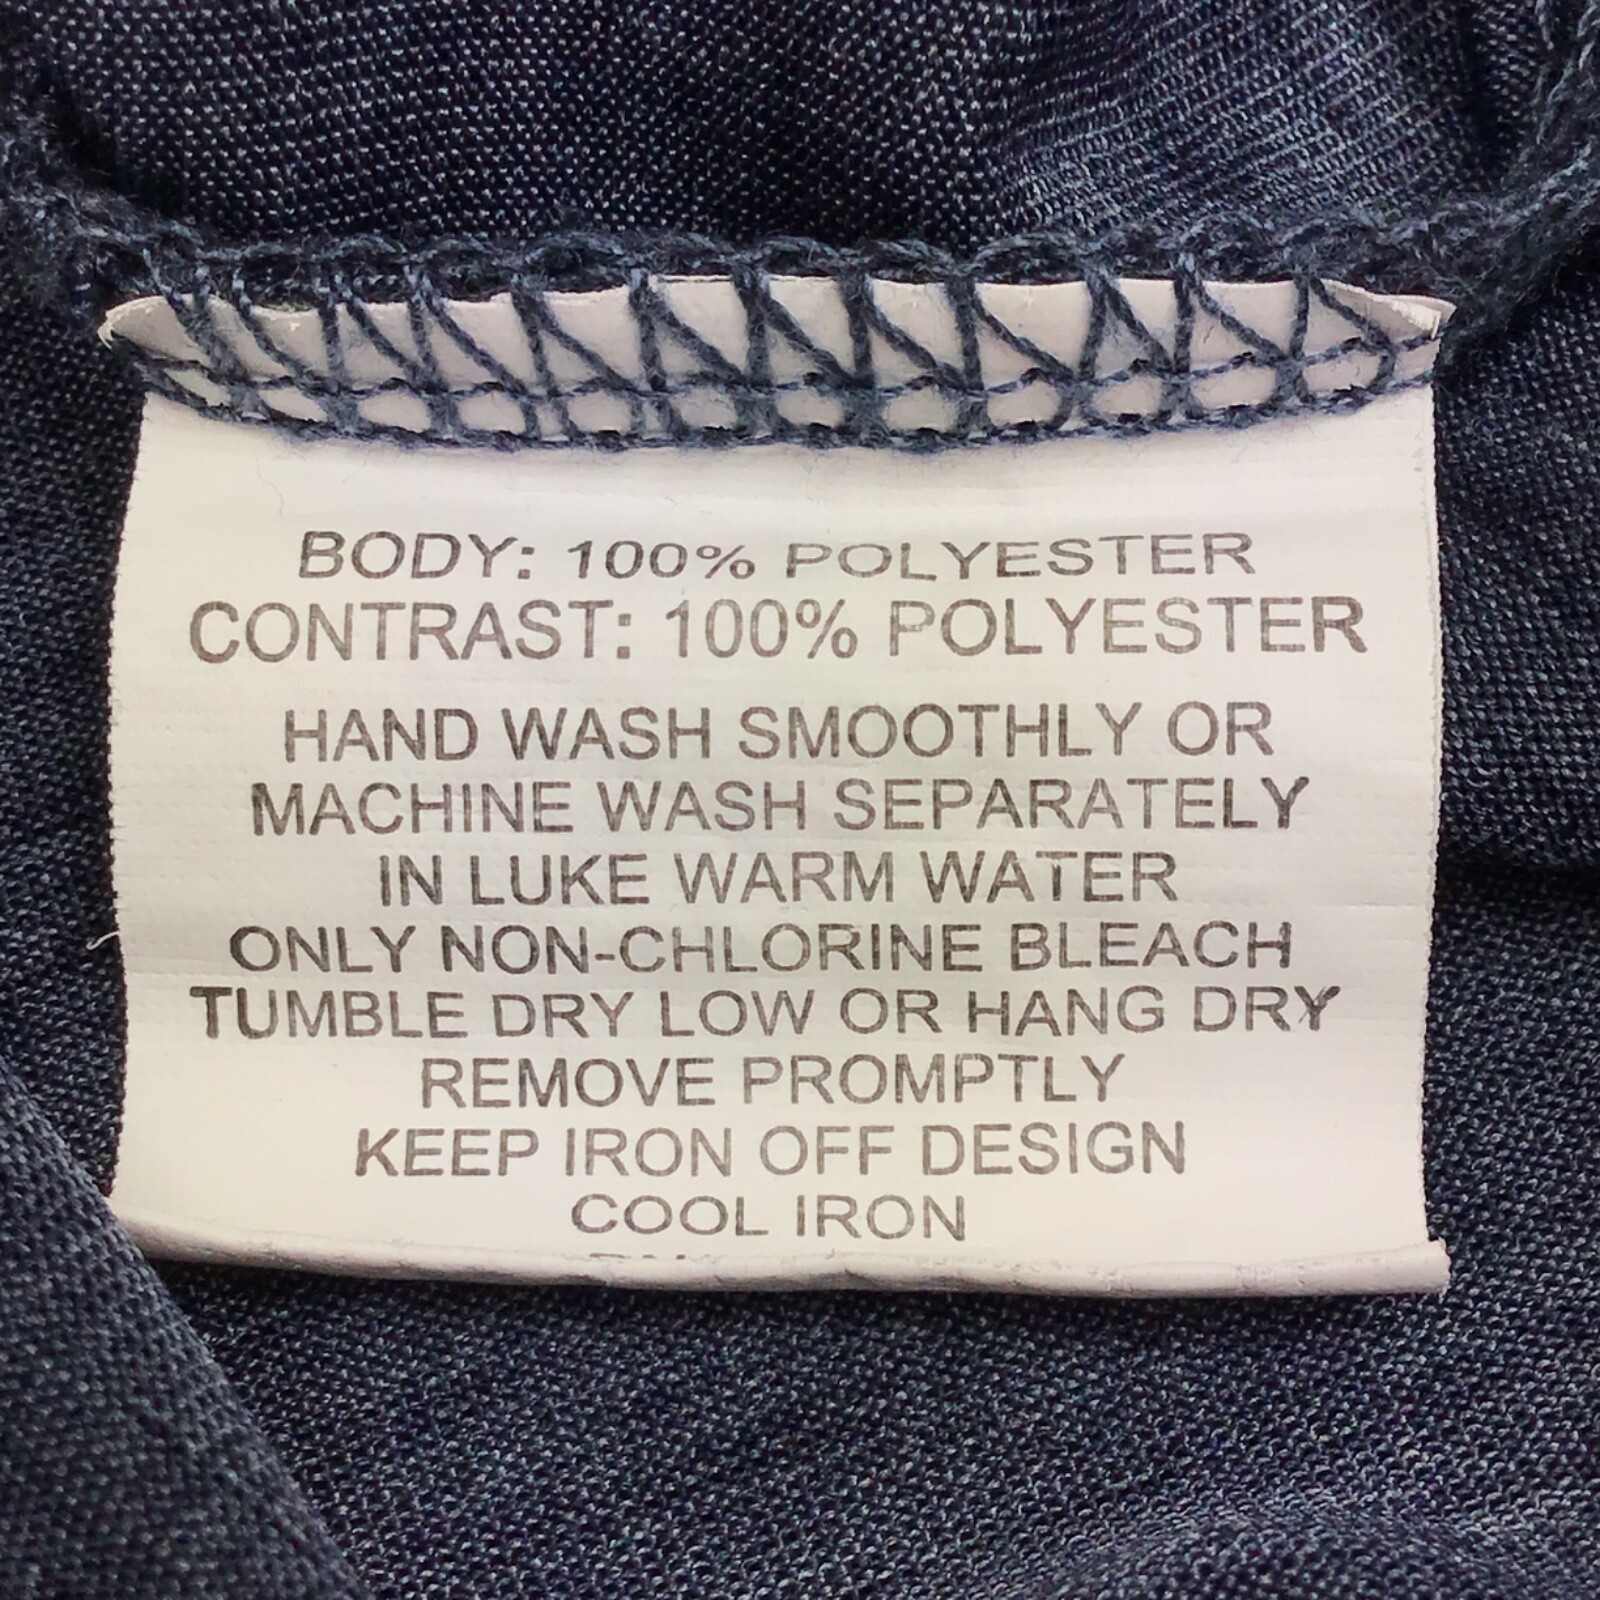 BODY: 100% POLYESTER
CONTRAST: 100% POLYESTER
HAND WASH SMOOTHLY OR
MACHINE WASH SEPARATELY
IN LUKE WARM WATER
ONLY NON-CHLORINE BLEACH
TUMBLE DRY LOW OR HANG DRY
REMOVE PROMPTLY
KEEP IRON OFF DESIGN
COOL IRON